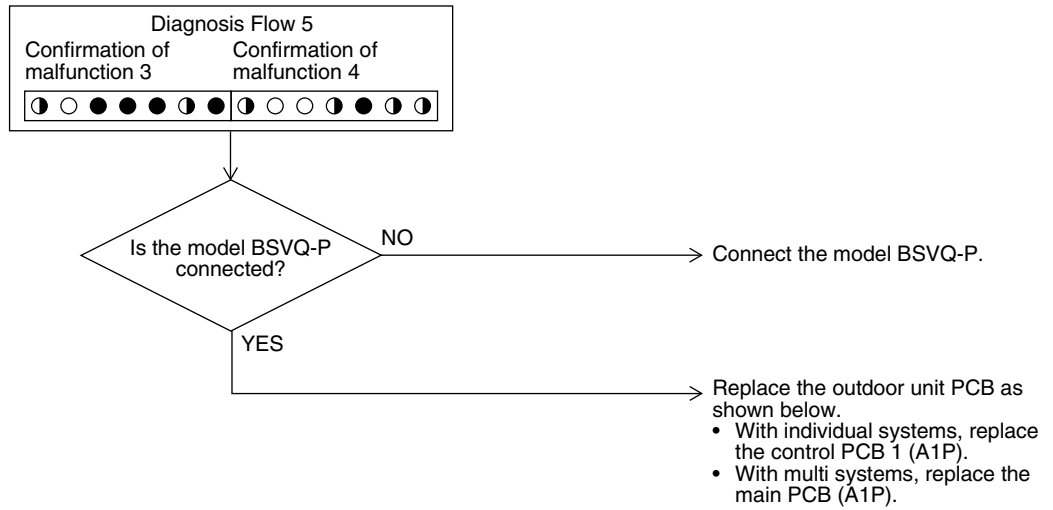 Diagnosis Flow 5
Confirmation of
malfunction 3
Confirmation of
malfunction 4
Is the model BSVQ-P
connected?
NO
Connect the model BSVQ-P.
YES
Replace the outdoor unit PCB as
shown below.
• With individual systems, replace
the control PCB 1 (A1P).
• With multi systems, replace the
main PCB (A1P).